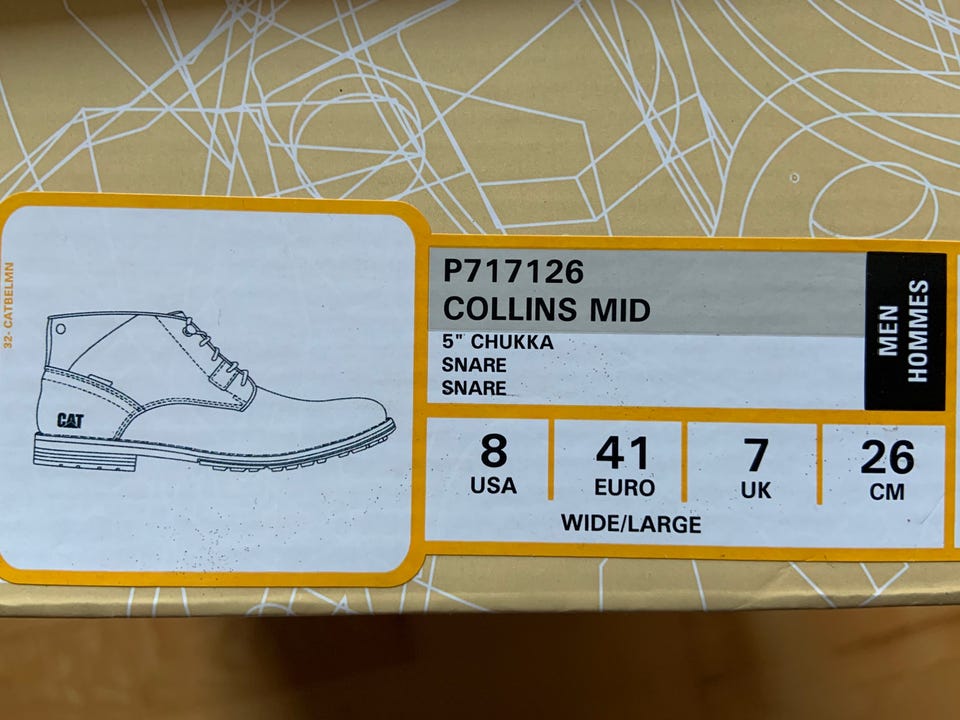 32- CATBELMN
CAT
P717126
COLLINS MID
5" CHUKKA
SNARE
SNARE
MEN
HOMMES
8
USA
41
EURO
7
UK
26
CM
WIDE/LARGE